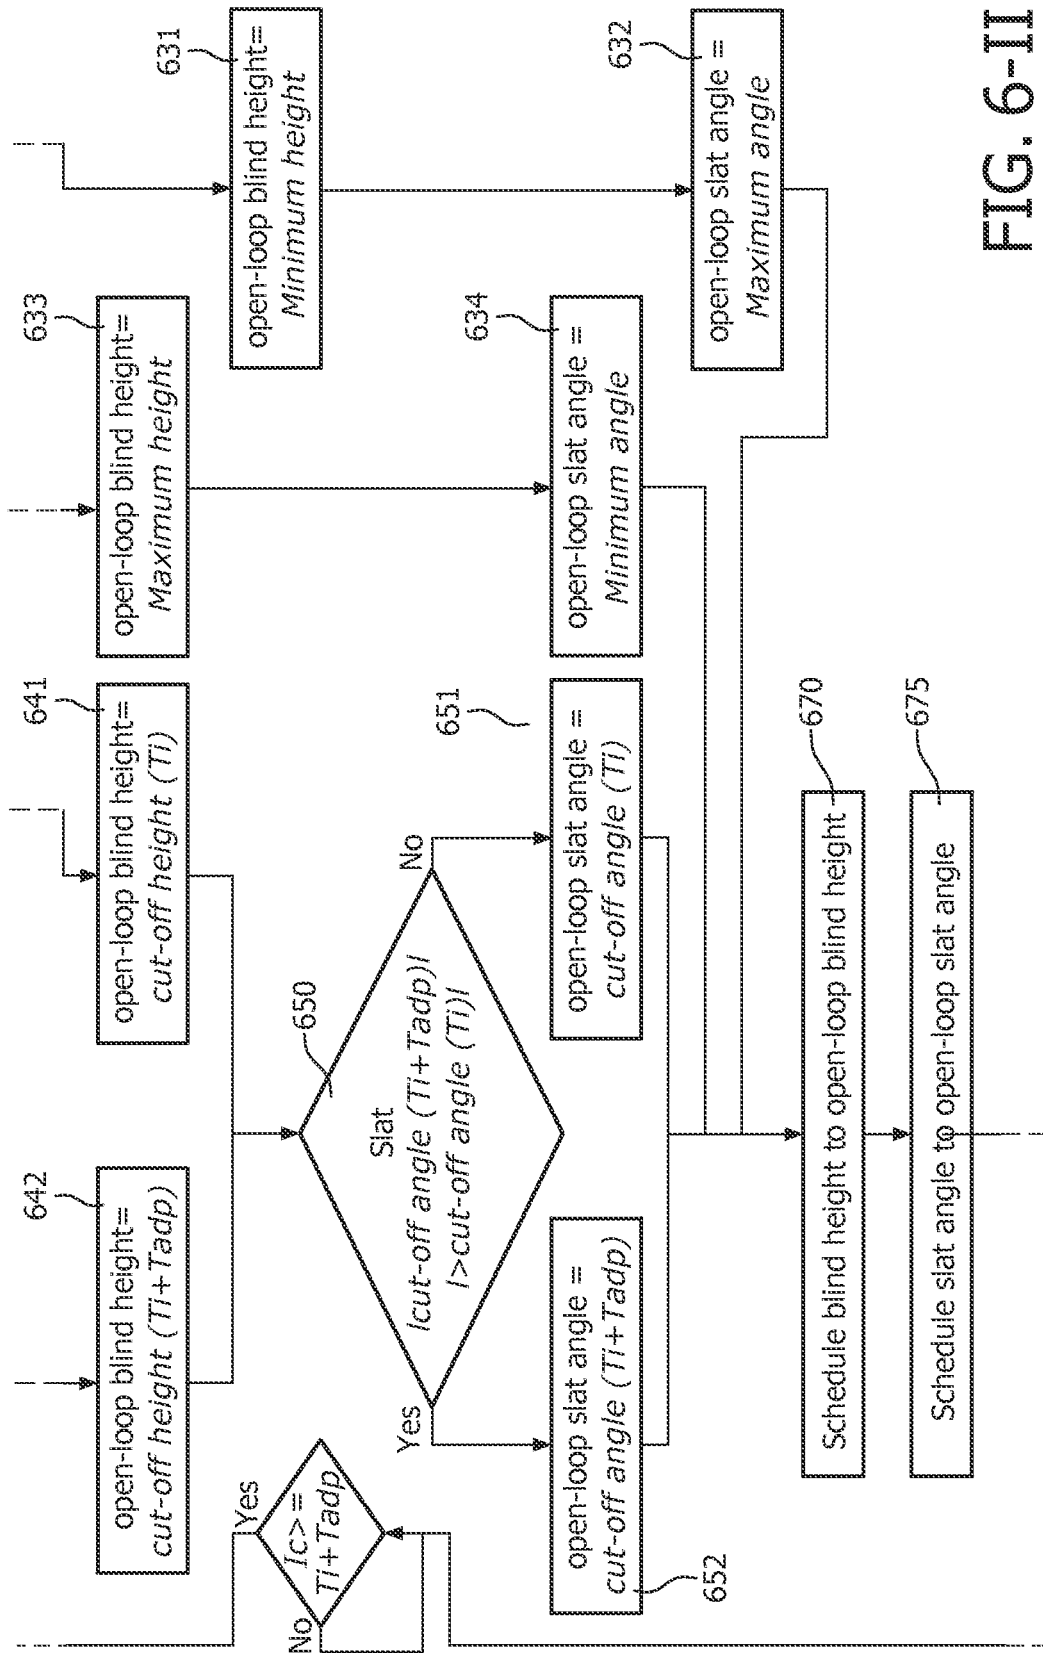 642
open-loop blind height=
cut-off height (Ti+Tadp)
641
open-loop blind height=
cut-off height (Ti)
633
open-loop blind height=
Maximum height
631
open-loop blind height=
Minimum height
Yes
Ic>=
Ti+Tadp
No
650
Slat
Icut-off angle (Ti+Tadp)I
I>cut-off angle (Ti)I
Yes
No
652
open-loop slat angle =
cut-off angle (Ti+Tadp)
651
open-loop slat angle =
cut-off angle (Ti)
634
open-loop slat angle =
Minimum angle
632
open-loop slat angle =
Maximum angle
670
Schedule blind height to open-loop blind height
675
Schedule slat angle to open-loop slat angle
FIG. 6-II